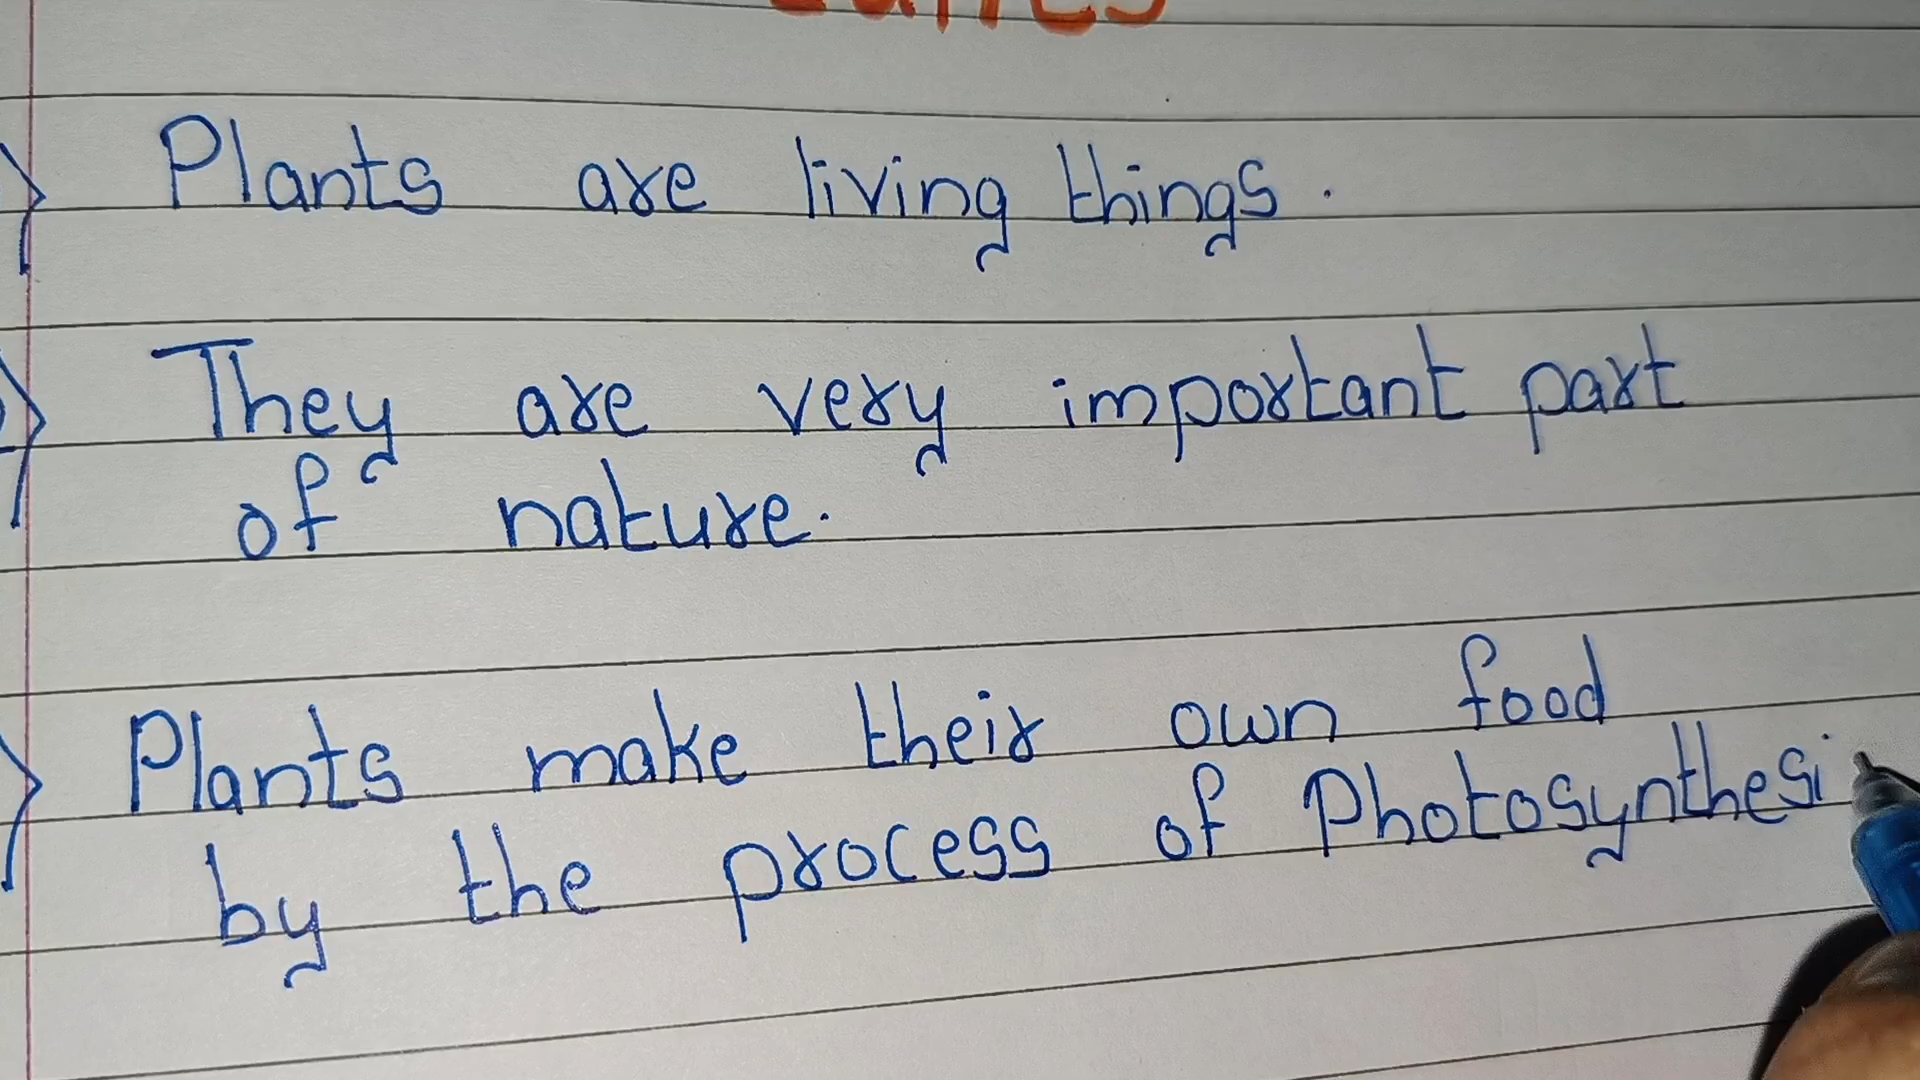 Plants are living things.
They are very important part
of nature.
Plants make their own food
by the process of Photosynthesi